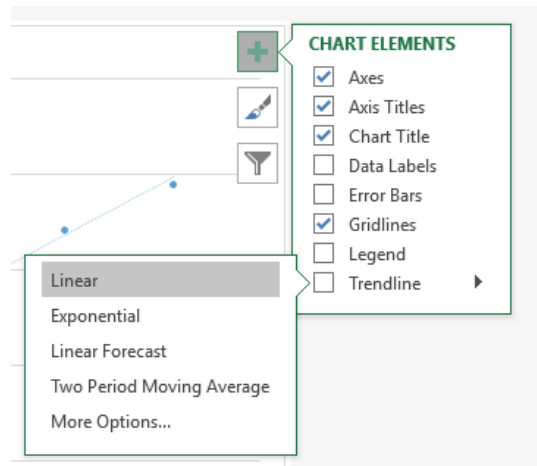 CHART ELEMENTS
Axes
Axis Titles
Chart Title
Data Labels
Error Bars
Gridlines
Legend
Trendline
Linear
Exponential
Linear Forecast
Two Period Moving Average
More Options...